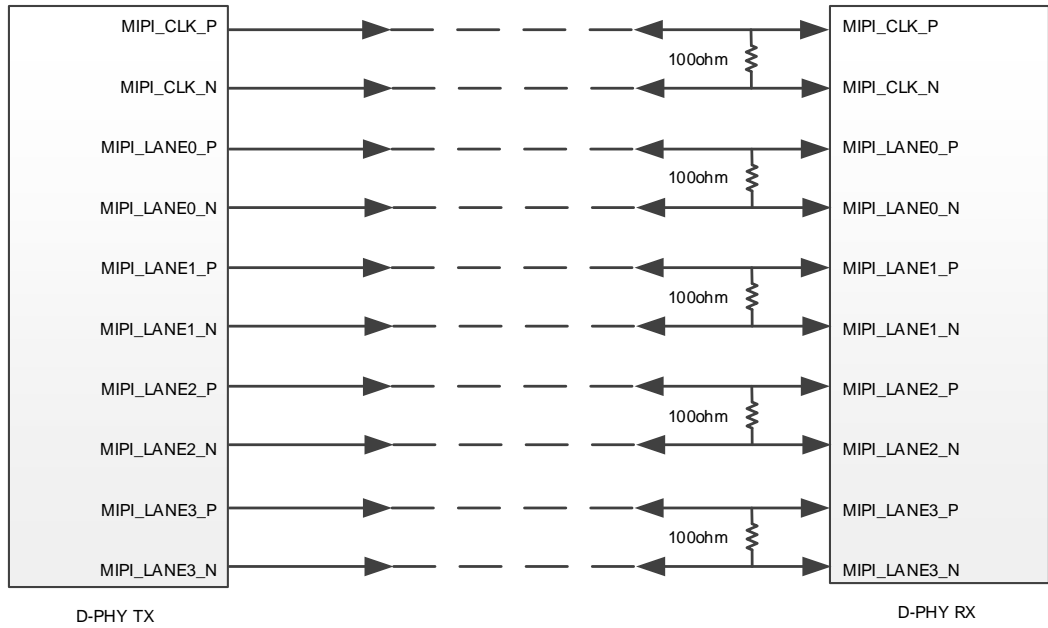 MIPI_CLK_P
MIPI_CLK_P
100ohm
MIPI_CLK_N
MIPI_CLK_N
MIPI_LANE0_P
MIPI_LANE0_P
100ohm
MIPI_LANE0_N
MIPI_LANE0_N
MIPI_LANE1_P
MIPI_LANE1_P
100ohm
MIPI_LANE1_N
MIPI_LANE1_N
MIPI_LANE2_P
MIPI_LANE2_P
100ohm
MIPI_LANE2_N
MIPI_LANE2_N
MIPI_LANE3_P
MIPI_LANE3_P
100ohm
MIPI_LANE3_N
MIPI_LANE3_N
D-PHY TX
D-PHY RX